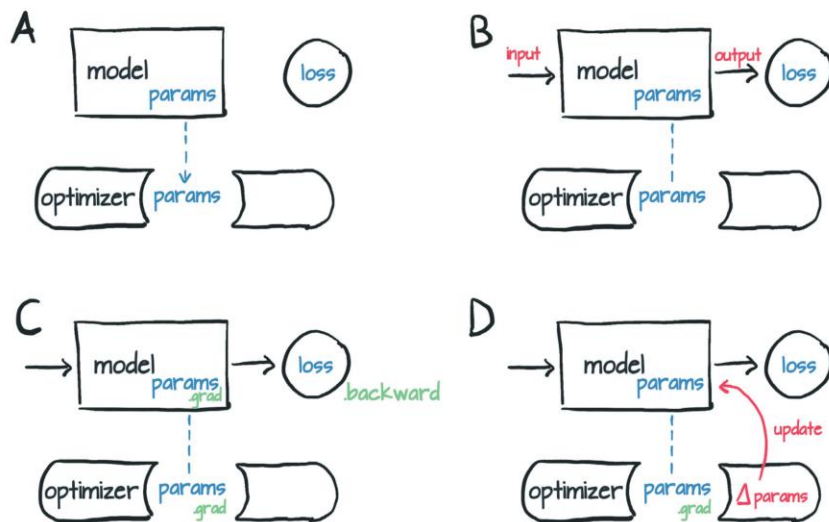 A
model
params
loss
optimizer
params
B
input
model
params
output
loss
optimizer
params
C
model
params
.grad
loss
.backward
optimizer
params
.grad
D
model
params
loss
update
optimizer
params
.grad
Δ params